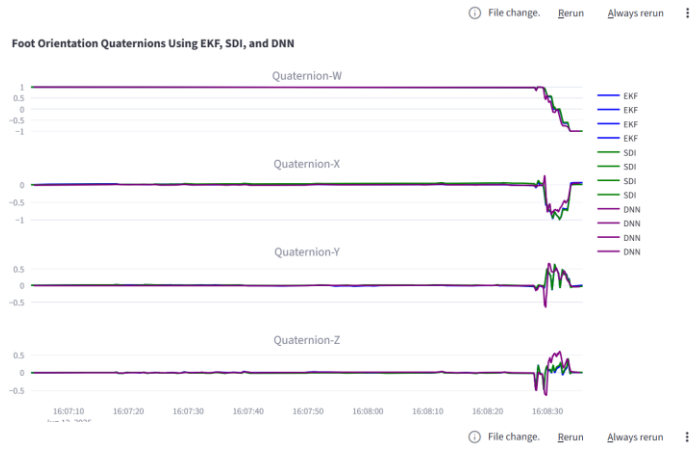 File change. Rerun Always rerun
Foot Orientation Quaternions Using EKF, SDI, and DNN
Quaternion-W
1
0.5
0
−0.5
−1
EKF
EKF
EKF
EKF
SDI
SDI
SDI
SDI
DNN
DNN
DNN
DNN
Quaternion-X
0
−0.5
−1
Quaternion-Y
0.5
0
−0.5
Quaternion-Z
0.5
0
−0.5
16:07:10 16:07:20 16:07:30 16:07:40 16:07:50 16:08:00 16:08:10 16:08:20 16:08:30
File change. Rerun Always rerun